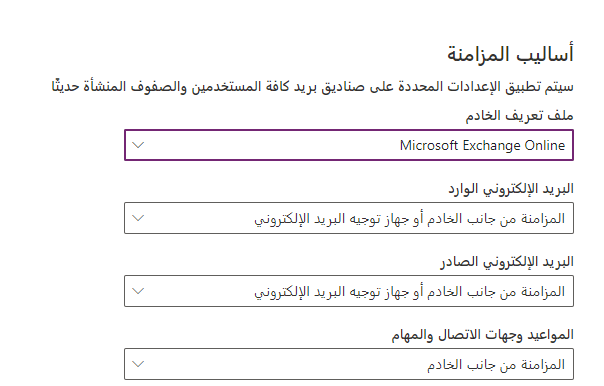 أساليب المزامنة
سيتم تطبيق الإعدادات المحددة على صناديق بريد كافة المستخدمين والصفوف المنشأة حديثًا
ملف تعريف الخادم
Microsoft Exchange Online
البريد الإلكتروني الوارد
المزامنة من جانب الخادم أو جهاز توجيه البريد الإلكتروني
البريد الإلكتروني الصادر
المزامنة من جانب الخادم أو جهاز توجيه البريد الإلكتروني
المواعيد وجهات الاتصال والمهام
المزامنة من جانب الخادم